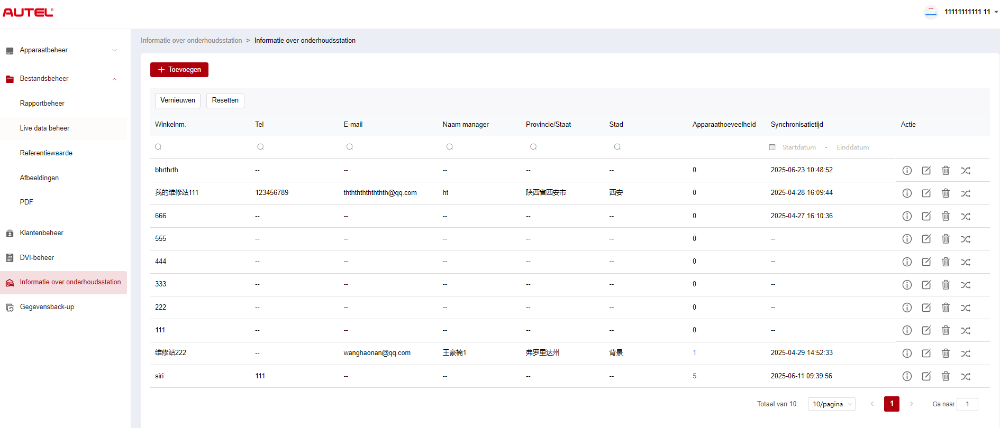 AUTEL®
11111111111 11
Apparaatbeheer
Bestandsbeheer
Rapportbeheer
Live data beheer
Referentiewaarde
Afbeeldingen
PDF
Klantenbeheer
DVI-beheer
Informatie over onderhoudsstation
Gegevensback-up
Informatie over onderhoudsstation > Informatie over onderhoudsstation
+ Toevoegen
Vernieuwen Resetten
Winkelnm. Tel E-mail Naam manager Provincie/Staat Stad Apparaathoeveelheid Synchronisatietijd Actie
Startdatum - Einddatum
bhrthrth -- -- -- -- -- 0 2025-06-23 10:48:52
我的维修站111 123456789 ththththththth@qq.com ht 陕西省西安市 西安 0 2025-04-28 16:09:44
666 -- -- -- -- -- 0 2025-04-27 16:10:36
555 -- -- -- -- -- 0 --
444 -- -- -- -- -- 0 --
333 -- -- -- -- -- 0 --
222 -- -- -- -- -- 0 --
111 -- -- -- -- -- 0 --
维修站222 -- wanghaonan@qq.com 王豪楠1 弗罗里达州 背景 1 2025-04-29 14:52:33
siri 111 -- -- -- -- 5 2025-06-11 09:39:56
Totaal van 10 10/pagina < 1 > Ga naar 1